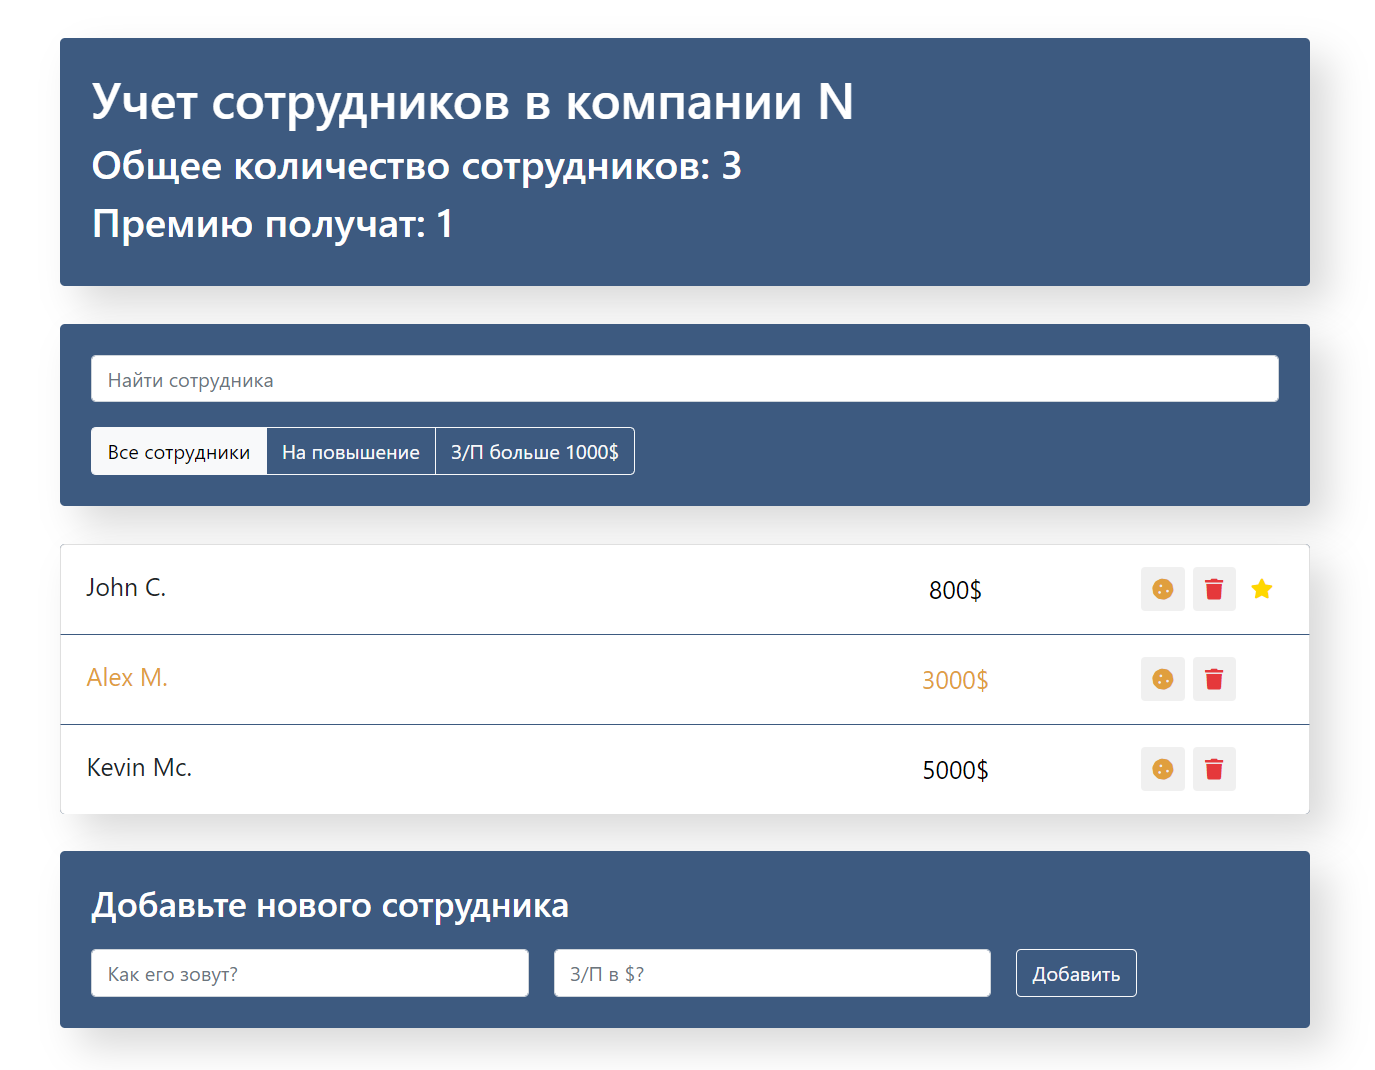 Учет сотрудников в компании N
Общее количество сотрудников: 3
Премию получат: 1
Найти сотрудника
Все сотрудники На повышение З/П больше 1000$
John C. 800$
Alex M. 3000$
Kevin Mc. 5000$
Добавьте нового сотрудника
Как его зовут? З/П в $? Добавить